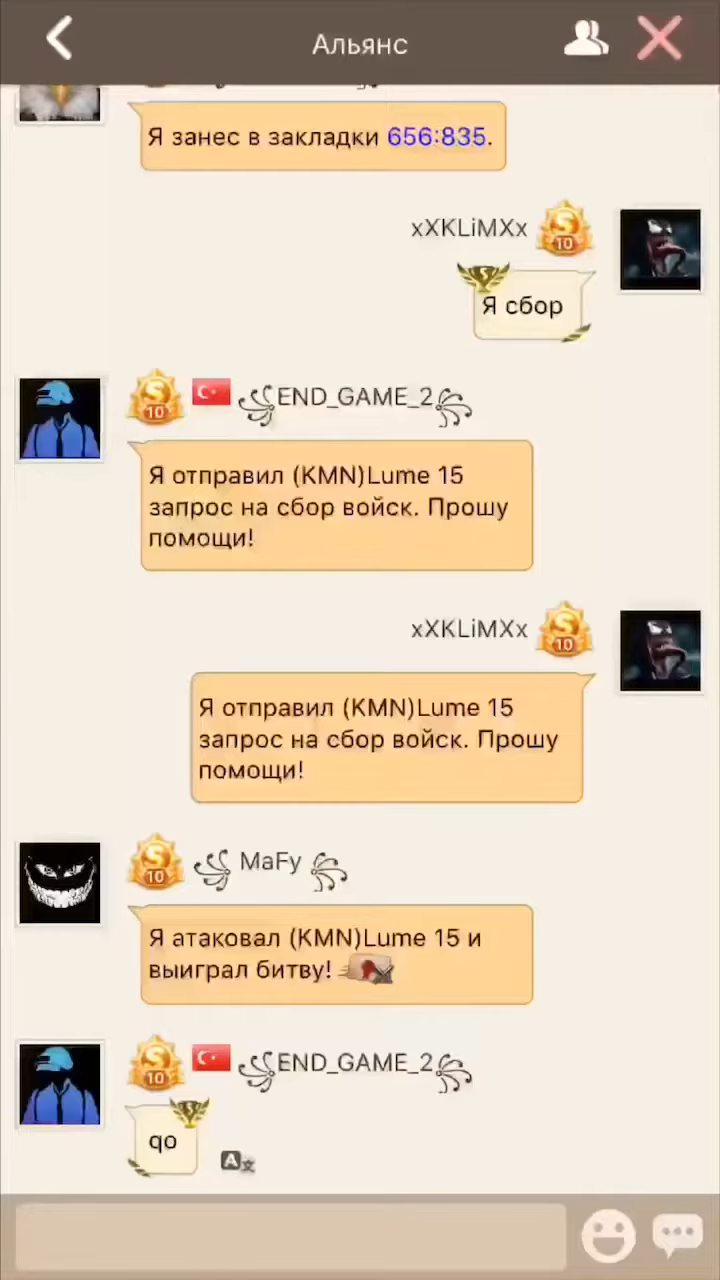 Альянс
Я занес в закладки 656:835.
xXKLiMXx
S 10
Я сбор
S 10
END_GAME_2
Я отправил (KMN)Lume 15
запрос на сбор войск. Прошу
помощи!
xXKLiMXx
S 10
Я отправил (KMN)Lume 15
запрос на сбор войск. Прошу
помощи!
S 10
MaFy
Я атаковал (KMN)Lume 15 и
выиграл битву!
S 10
END_GAME_2
qo
A文